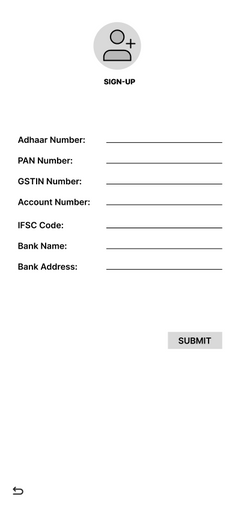 SIGN-UP
Adhaar Number:
PAN Number:
GSTIN Number:
Account Number:
IFSC Code:
Bank Name:
Bank Address:
SUBMIT